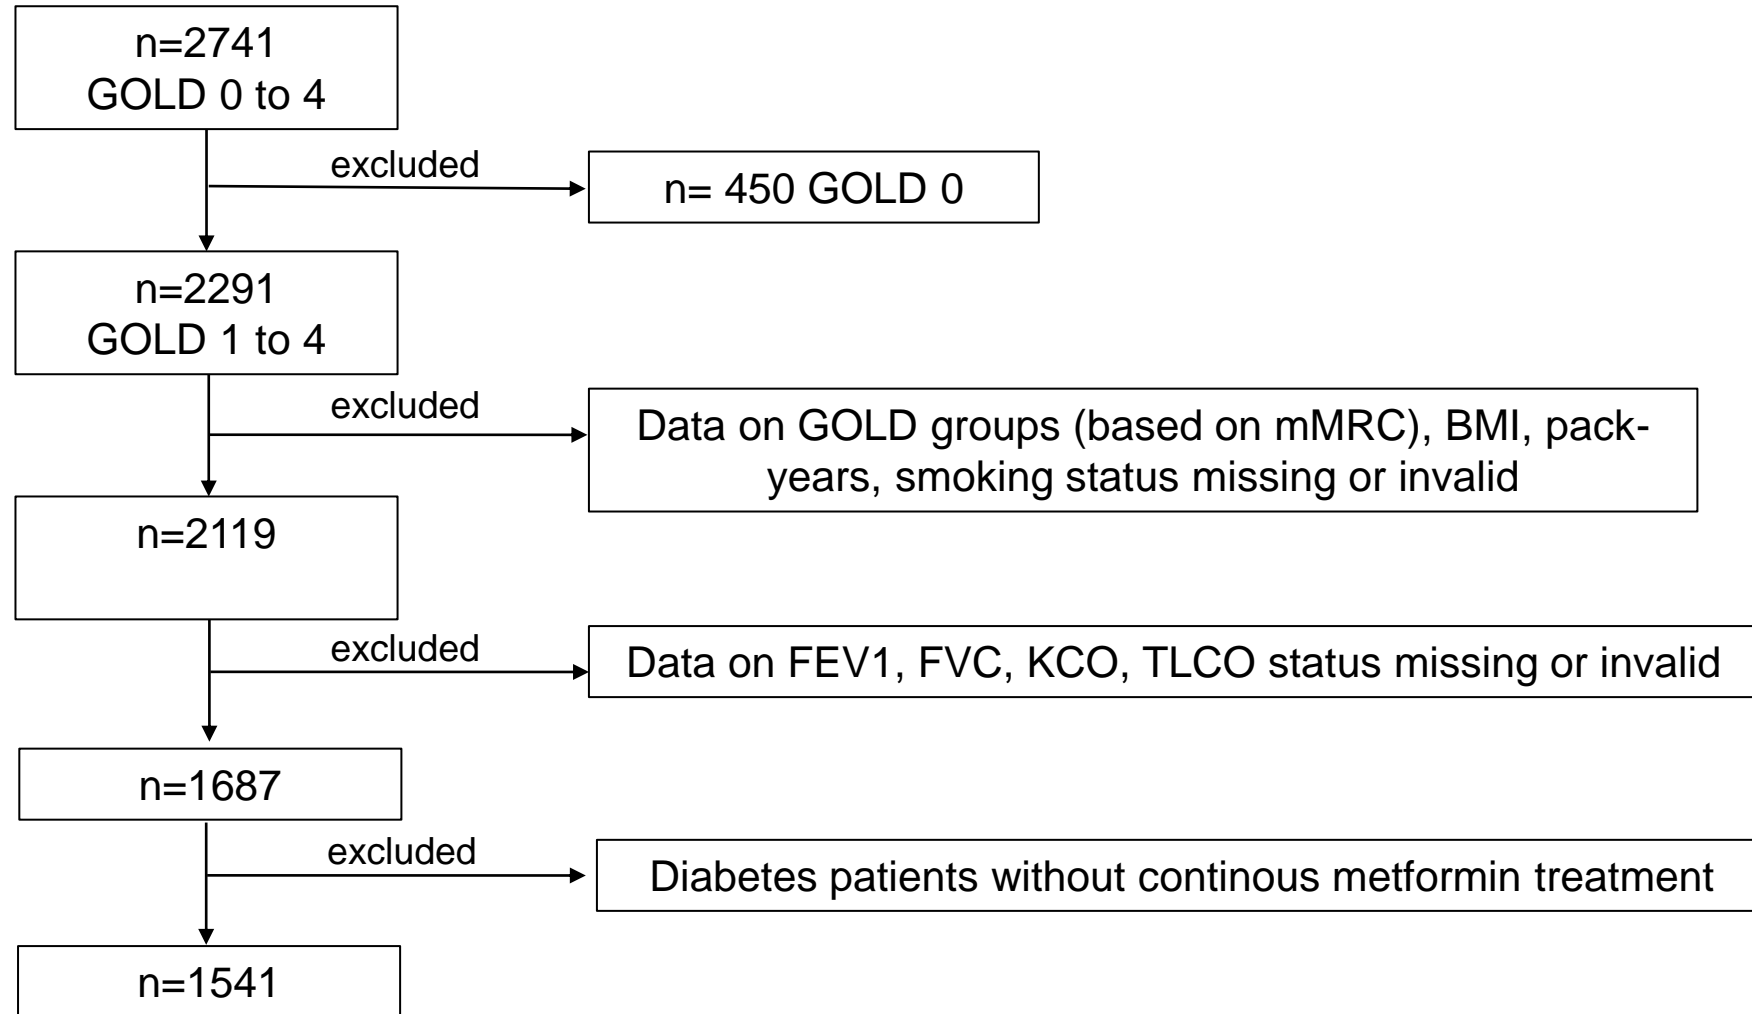 n=2741
GOLD 0 to 4
excluded
n= 450 GOLD 0
n=2291
GOLD 1 to 4
excluded
Data on GOLD groups (based on mMRC), BMI, pack-
years, smoking status missing or invalid
n=2119
excluded
Data on FEV1, FVC, KCO, TLCO status missing or invalid
n=1687
excluded
Diabetes patients without continous metformin treatment
n=1541